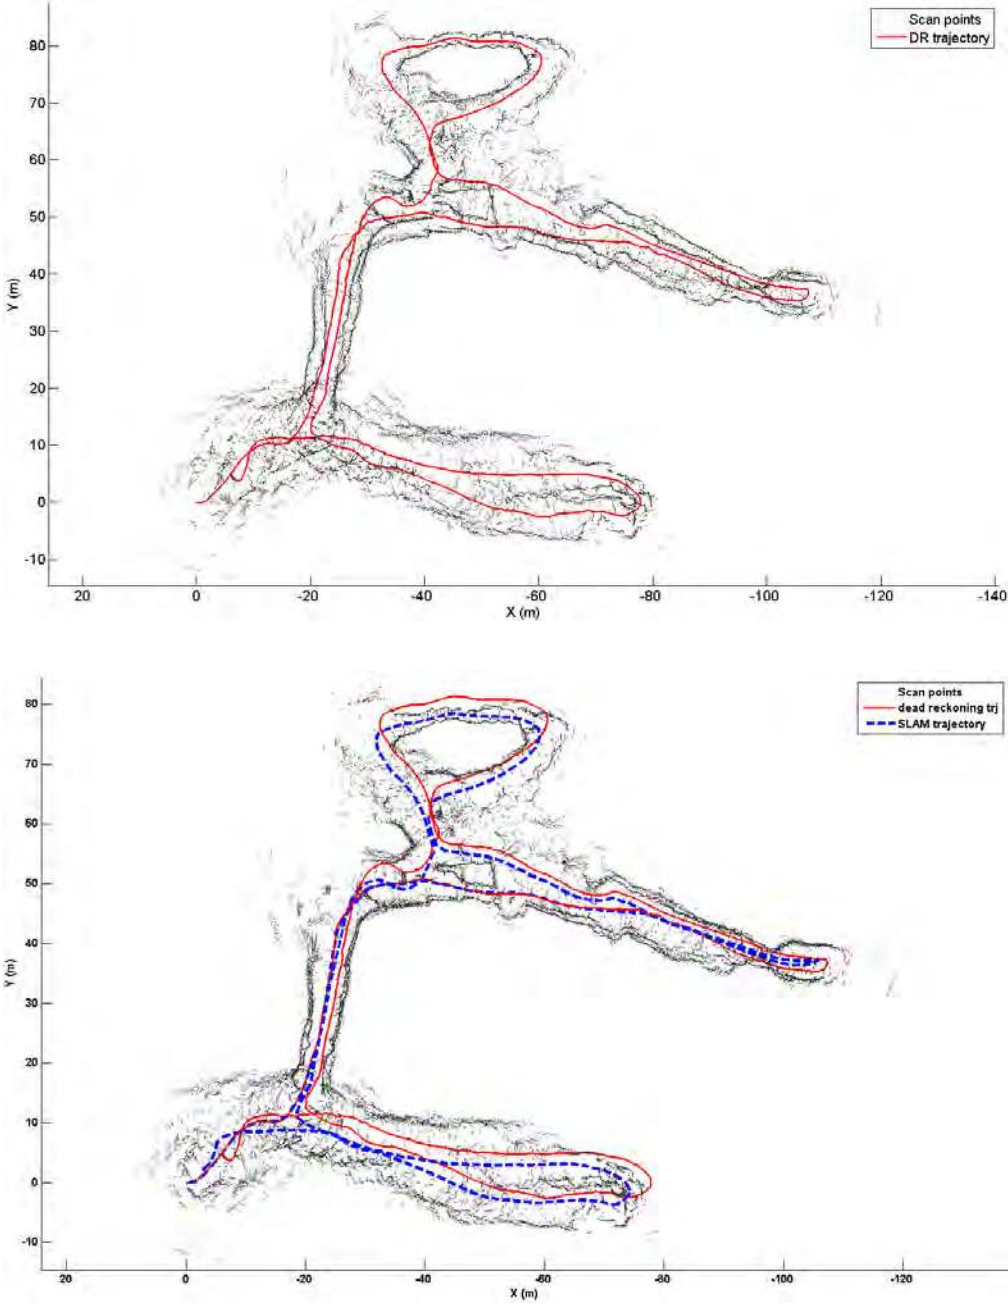 Scan points
DR trajectory
80
70
60
50
40
30
20
10
0
-10
Y (m)
20 0 -20 -40 -60 -80 -100 -120 -140
X (m)
Scan points
dead reckoning trj
SLAM trajectory
80
70
60
50
40
30
20
10
0
-10
Y (m)
20 0 -20 -40 -60 -80 -100 -120
X (m)